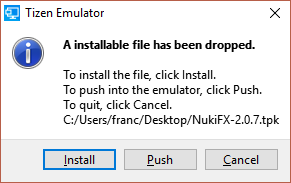 Tizen Emulator
A installable file has been dropped.
To install the file, click Install.
To push into the emulator, click Push.
To quit, click Cancel.
C:/Users/franc/Desktop/NukiFX-2.0.7.tpk
Install Push Cancel